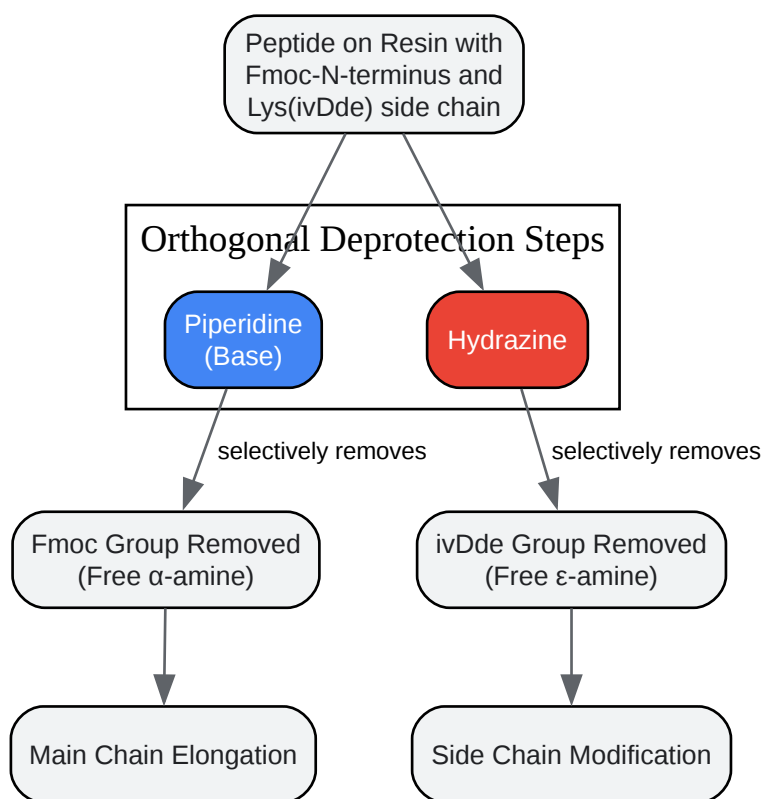 Peptide on Resin with
Fmoc-N-terminus and
Lys(ivDde) side chain
Orthogonal Deprotection Steps
Piperidine
(Base)
Hydrazine
selectively removes
selectively removes
Fmoc Group Removed
(Free α-amine)
ivDde Group Removed
(Free ε-amine)
Main Chain Elongation
Side Chain Modification